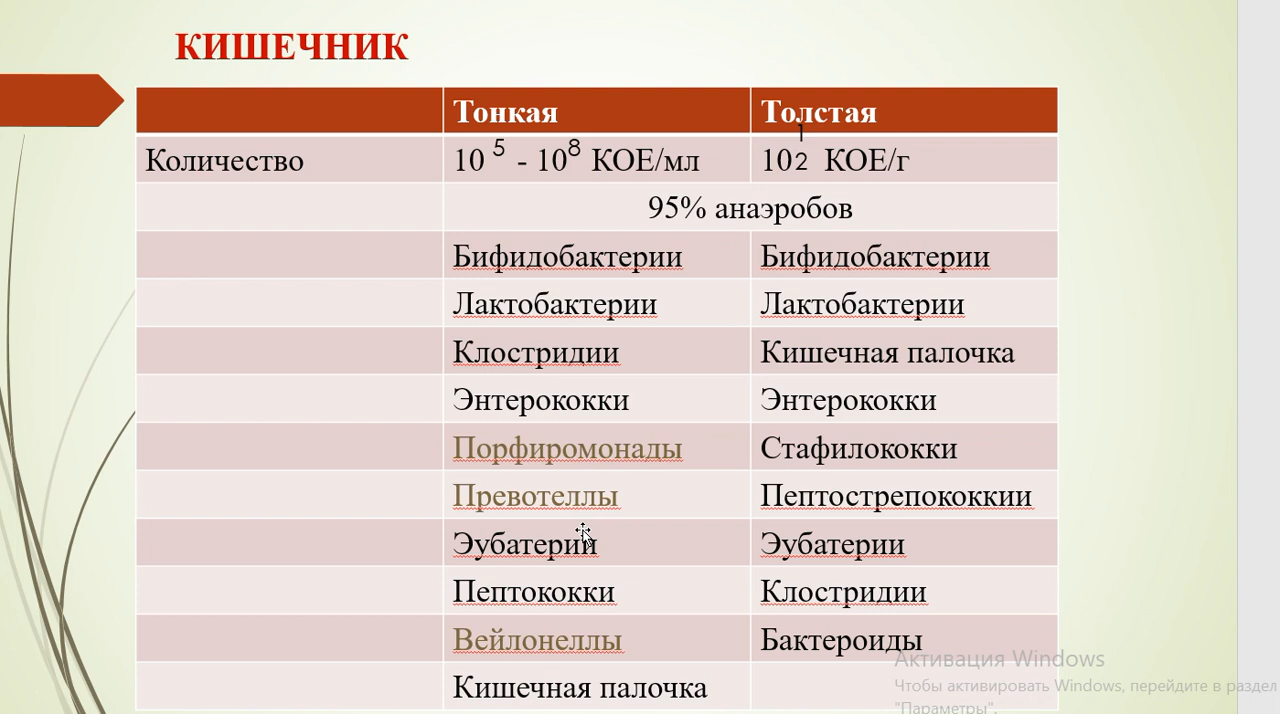 КИШЕЧНИК
Тонкая Толстая
Количество 10 5 - 10 8 КОЕ/мл 10 12 КОЕ/г
95% анаэробов
Бифидобактерии Бифидобактерии
Лактобактерии Лактобактерии
Клостридии Кишечная палочка
Энтерококки Энтерококки
Порфиромонады Стафилококки
Превотеллы Пептострепококкии
Эубатерии Эубатерии
Пептококки Клостридии
Вейлонеллы Бактероиды
Кишечная палочка
Активация Windows
Чтобы активировать Windows, перейдите в раздел
"Параметры".